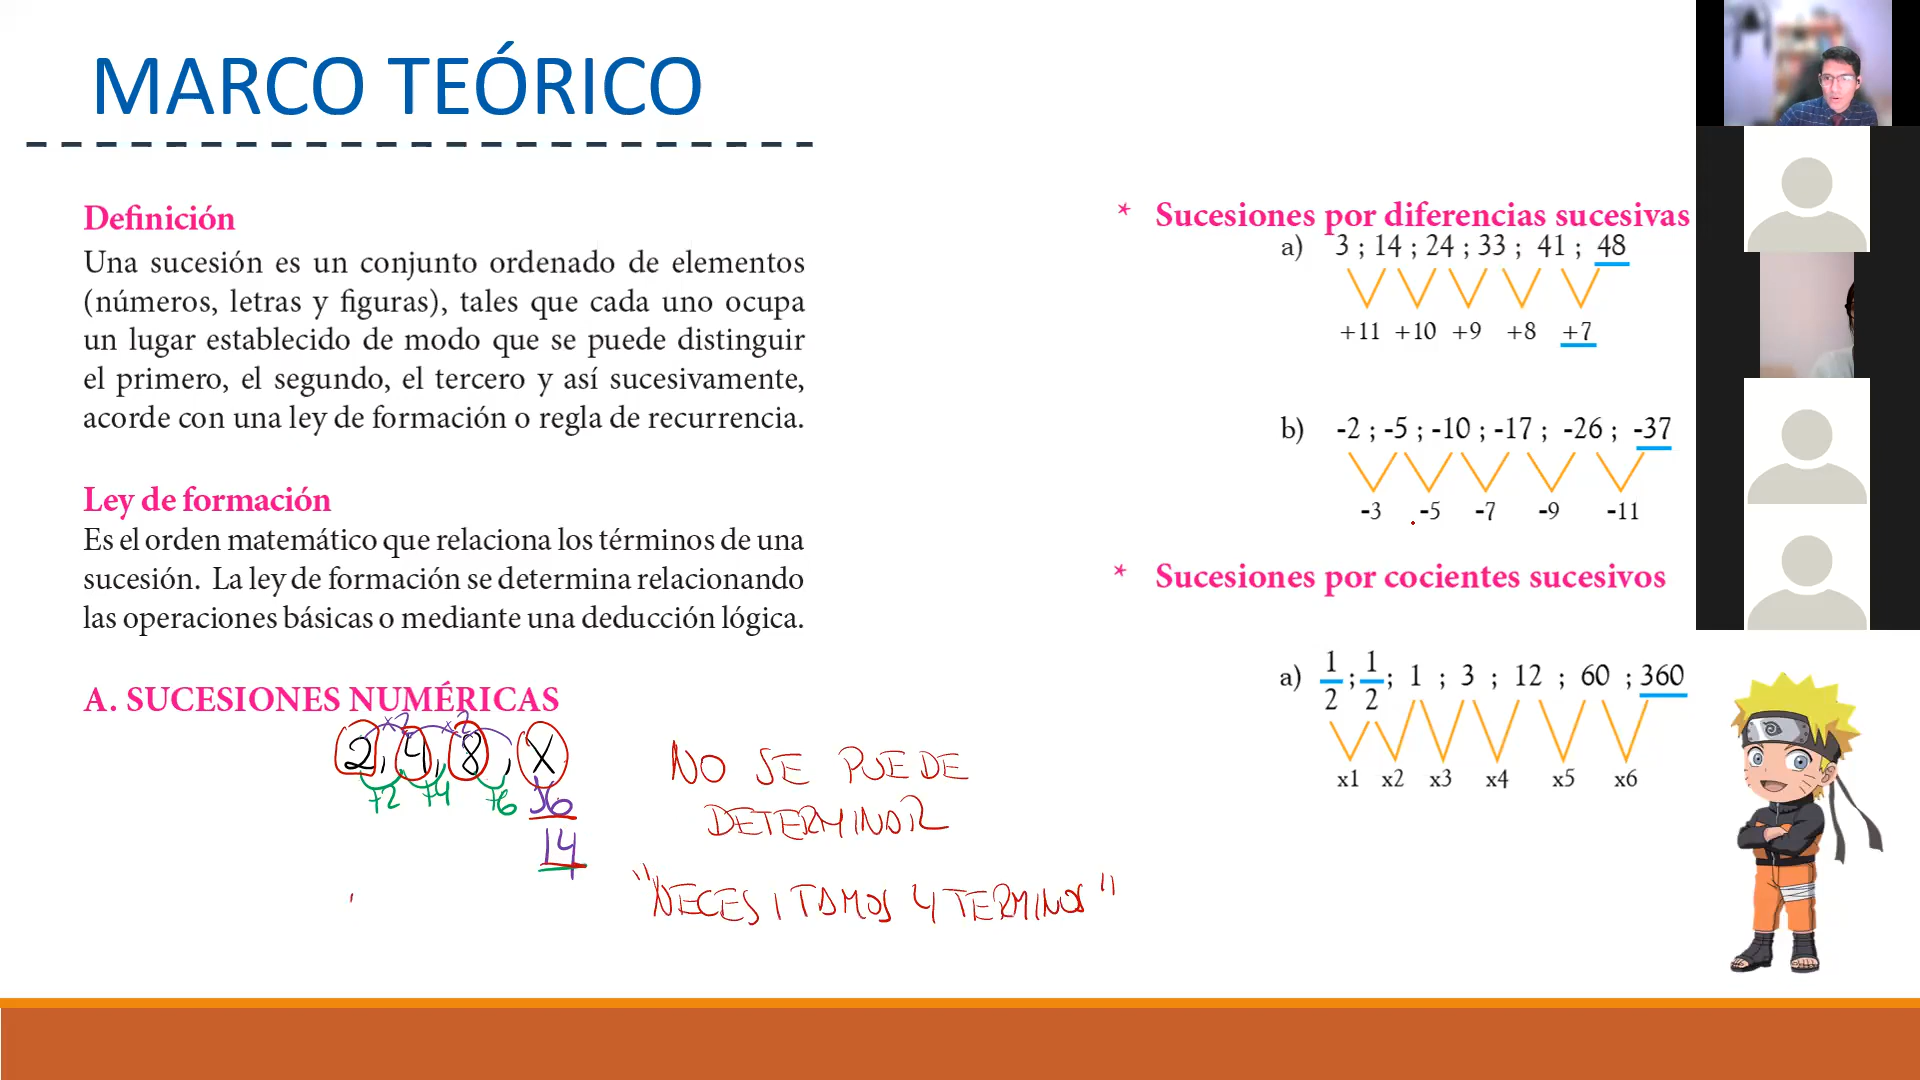 MARCO TEÓRICO
Definición
Una sucesión es un conjunto ordenado de elementos
(números, letras y figuras), tales que cada uno ocupa
un lugar establecido de modo que se puede distinguir
el primero, el segundo, el tercero y así sucesivamente,
acorde con una ley de formación o regla de recurrencia.
Ley de formación
Es el orden matemático que relaciona los términos de una
sucesión. La ley de formación se determina relacionando
las operaciones básicas o mediante una deducción lógica.
A. SUCESIONES NUMÉRICAS
×2 ×2
2, 4, 8, X
+2 +4 +6
14
NO SE PUEDE
DETERMINAR
"NECESITAMOS 4 TERMINOS"
* Sucesiones por diferencias sucesivas
a) 3 ; 14 ; 24 ; 33 ; 41 ; 48
+11 +10 +9 +8 +7
b) -2 ; -5 ; -10 ; -17 ; -26 ; -37
-3 -5 -7 -9 -11
* Sucesiones por cocientes sucesivos
a) 1/2 ; 1/2 ; 1 ; 3 ; 12 ; 60 ; 360
x1 x2 x3 x4 x5 x6